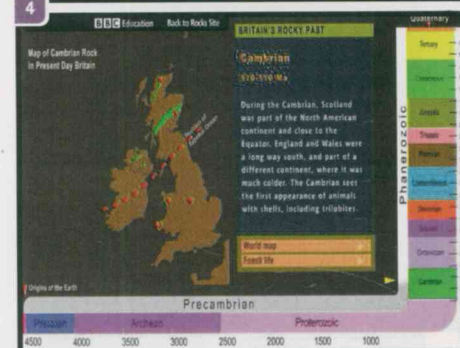 4
BBC Education Back to Rocks Site
BRITAIN'S ROCKY PAST
Map of Cambrian Rock
in Present Day Britain
Cambrian
During the Cambrian, Scotland
was part of the North American
continent and close to the
Equator. England and Wales were
a long way south, and part of a
different continent, where it was
much colder. The Cambrian sees
the first appearance of animals
with shells, including trilobites.
World map
Fossil life
Origins of the Earth
Quaternary
Tertiary
Cretaceous
Jurassic
Triassic
Permian
Carboniferous
Devonian
Silurian
Ordovician
Cambrian
Phanerozoic
Precambrian
Archean
Proterozoic
4500 4000 3500 3000 2500 2000 1500 1000